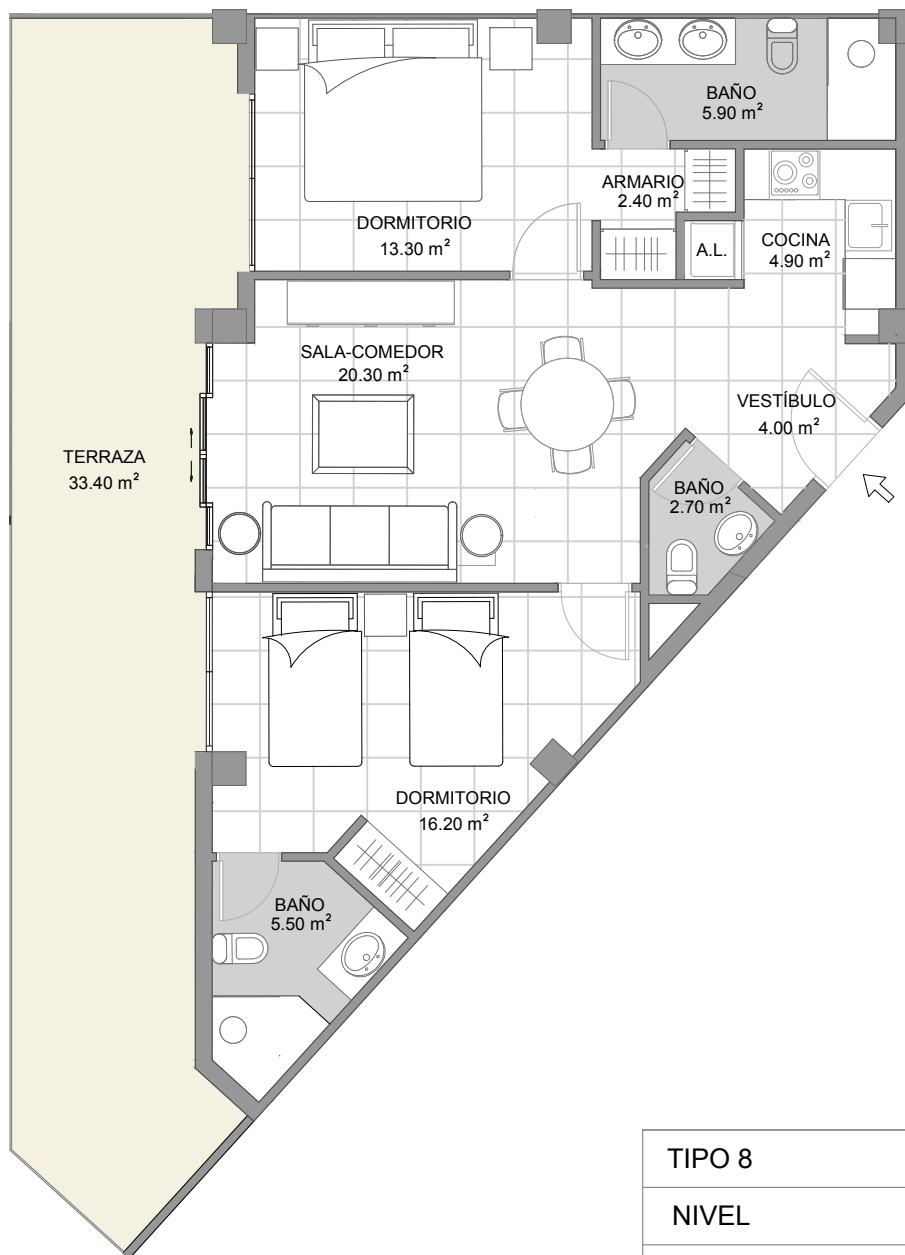 BAÑO
5.90 m²
ARMARIO
2.40 m²
DORMITORIO
13.30 m²
A.L.
COCINA
4.90 m²
SALA-COMEDOR
20.30 m²
VESTÍBULO
4.00 m²
TERRAZA
33.40 m²
BAÑO
2.70 m²
DORMITORIO
16.20 m²
BAÑO
5.50 m²
TIPO 8
NIVEL